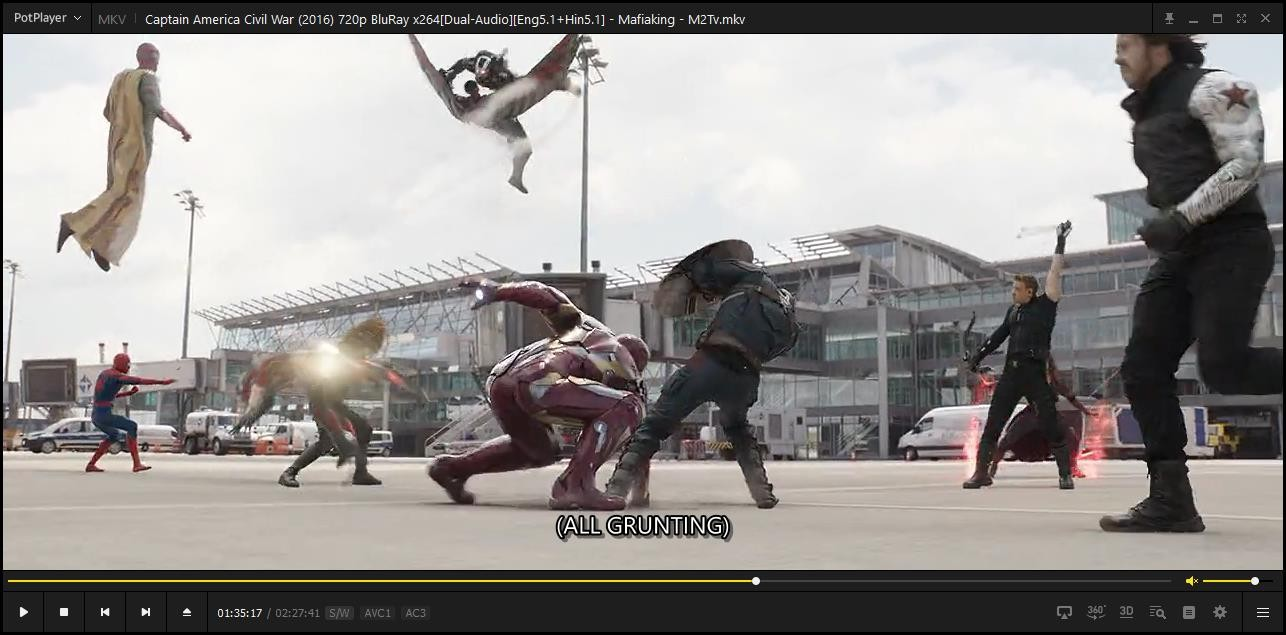 PotPlayer MKV Captain America Civil War (2016) 720p BluRay x264[Dual-Audio][Eng5.1+Hin5.1] - Mafiaking - M2Tv.mkv
(ALL GRUNTING)
01:35:17 / 02:27:41 S/W AVC1 AC3 360° 3D